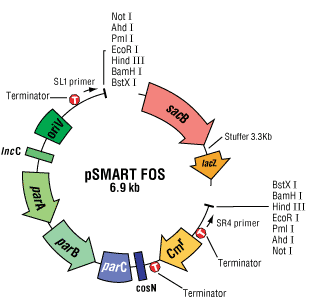 Not I
Ahd I
Pml I
EcoR I
Hind III
BamH I
BstX I
SL1 primer
Terminator
T
oriV
sacB
Stuffer 3.3Kb
lacZ
IncC
pSMART FOS
6.9 kb
parA
parB
parC
cosN
Cmʳ
T
Terminator
T
Terminator
SR4 primer
BstX I
BamH I
Hind III
EcoR I
Pml I
Ahd I
Not I